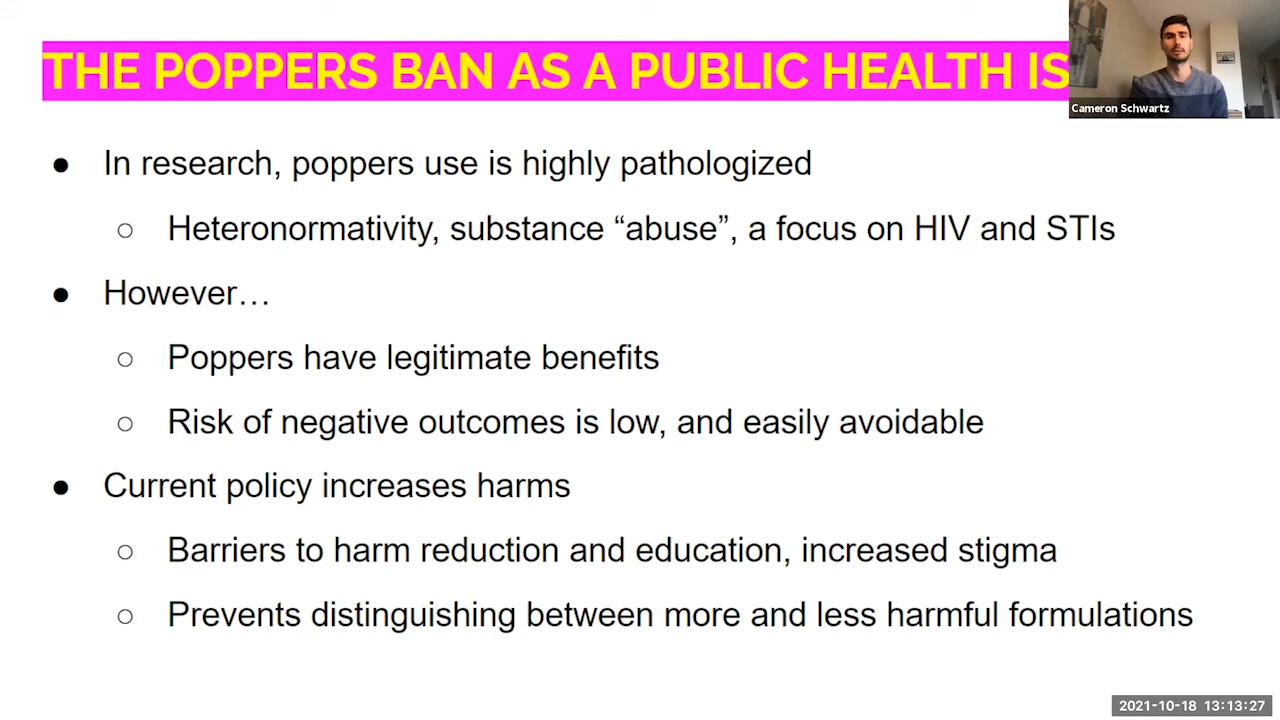 THE POPPERS BAN AS A PUBLIC HEALTH IS
Cameron Schwartz
● In research, poppers use is highly pathologized
○ Heteronormativity, substance “abuse”, a focus on HIV and STIs
● However…
○ Poppers have legitimate benefits
○ Risk of negative outcomes is low, and easily avoidable
● Current policy increases harms
○ Barriers to harm reduction and education, increased stigma
○ Prevents distinguishing between more and less harmful formulations
2021-10-18 13:13:27